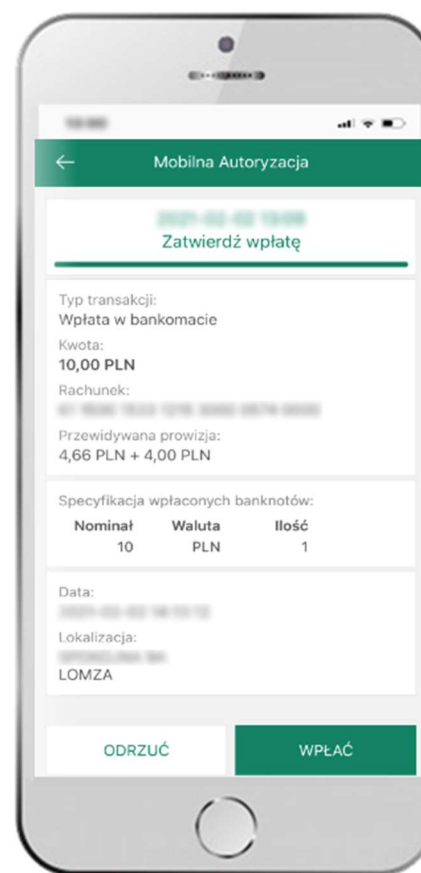 Mobilna Autoryzacja
Zatwierdź wpłatę
Typ transakcji:
Wpłata w bankomacie
Kwota:
10,00 PLN
Rachunek:
Przewidywana prowizja:
4,66 PLN + 4,00 PLN
Specyfikacja wpłaconych banknotów:
Nominał Waluta Ilość
10 PLN 1
Data:
Lokalizacja:
LOMZA
ODRZUĆ WPŁAĆ